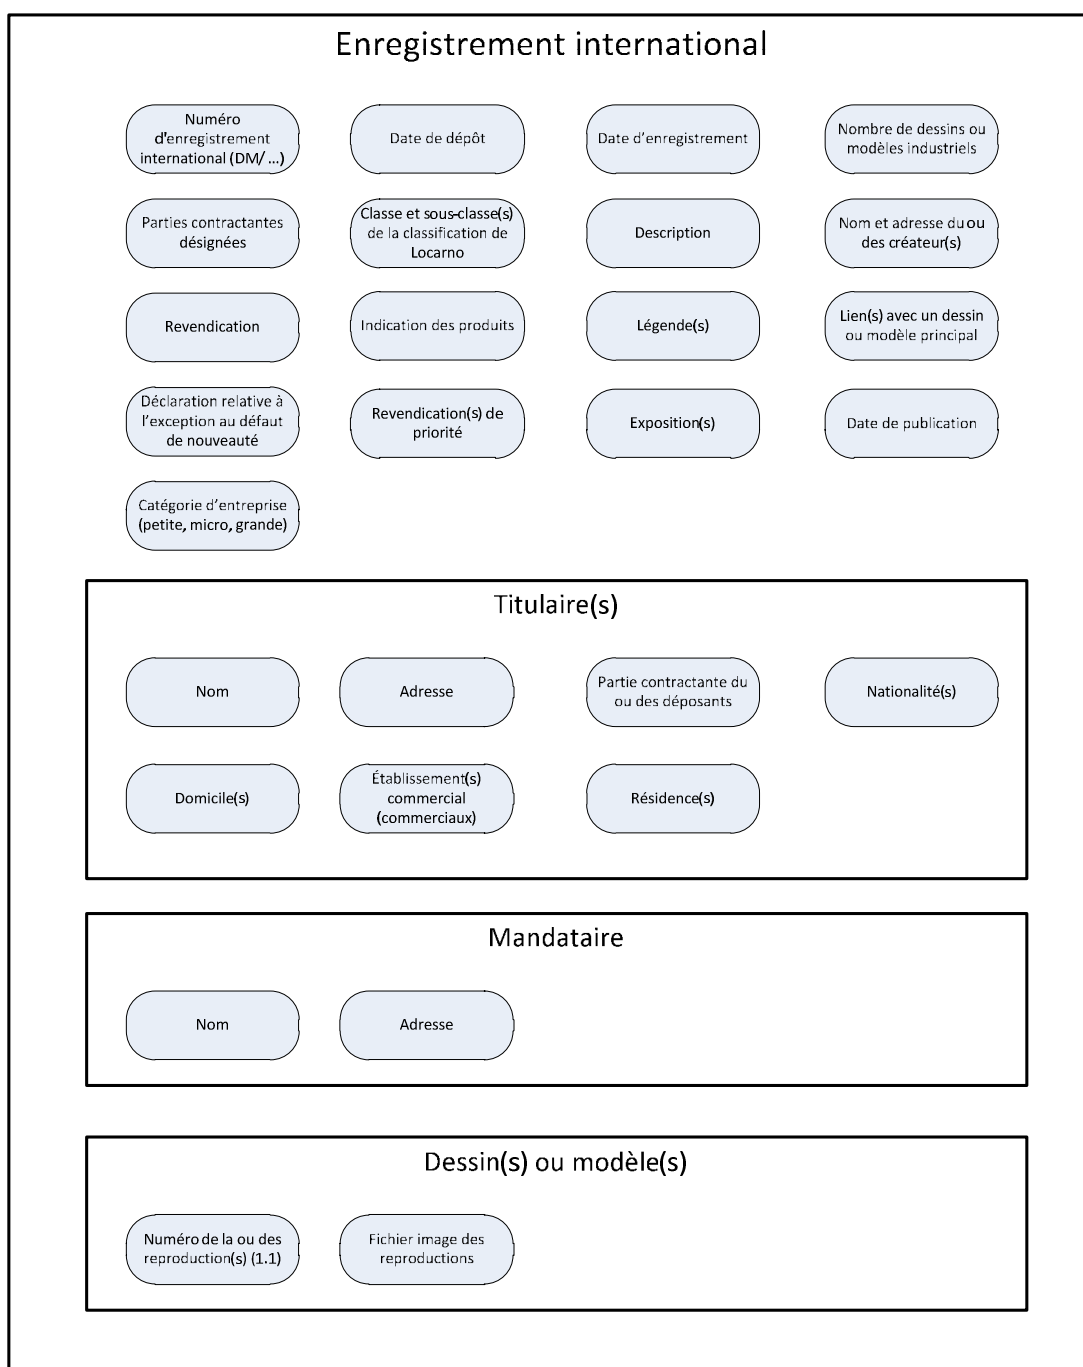 Enregistrement international
Numéro
d'enregistrement
international (DM/ ...)
Date de dépôt
Date d’enregistrement
Nombre de dessins ou
modèles industriels
Parties contractantes
désignées
Classe et sous-classe(s)
de la classification de
Locarno
Description
Nom et adresse du ou
des créateur(s)
Revendication
Indication des produits
Légende(s)
Lien(s) avec un dessin
ou modèle principal
Déclaration relative à
l’exception au défaut
de nouveauté
Revendication(s) de
priorité
Exposition(s)
Date de publication
Catégorie d’entreprise
(petite, micro, grande)
Titulaire(s)
Nom
Adresse
Partie contractante du
ou des déposants
Nationalité(s)
Domicile(s)
Établissement(s)
commercial
(commerciaux)
Résidence(s)
Mandataire
Nom
Adresse
Dessin(s) ou modèle(s)
Numéro de la ou des
reproduction(s) (1.1)
Fichier image des
reproductions